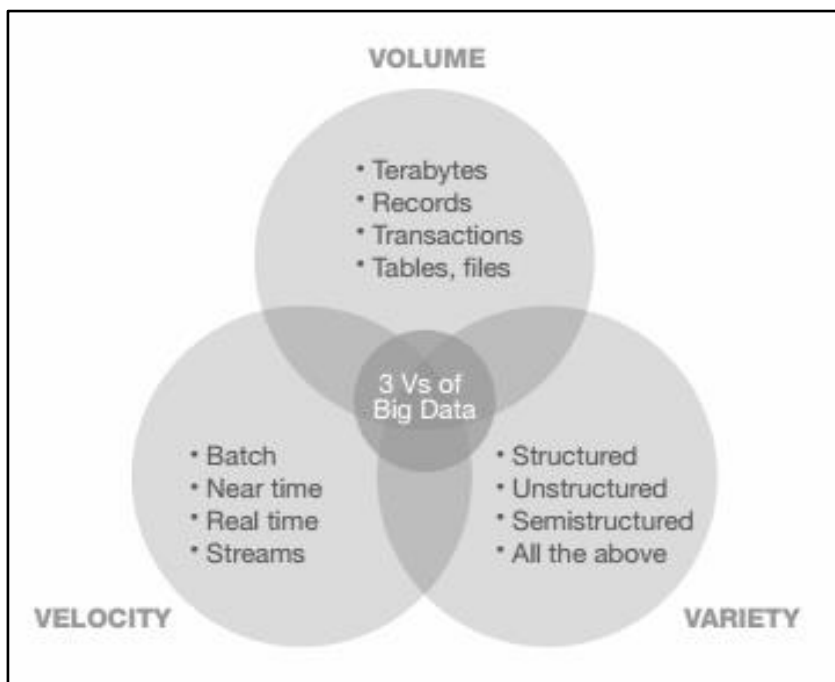 VOLUME
• Terabytes
• Records
• Transactions
• Tables, files
3 Vs of
Big Data
• Batch
• Near time
• Real time
• Streams
• Structured
• Unstructured
• Semistructured
• All the above
VELOCITY
VARIETY